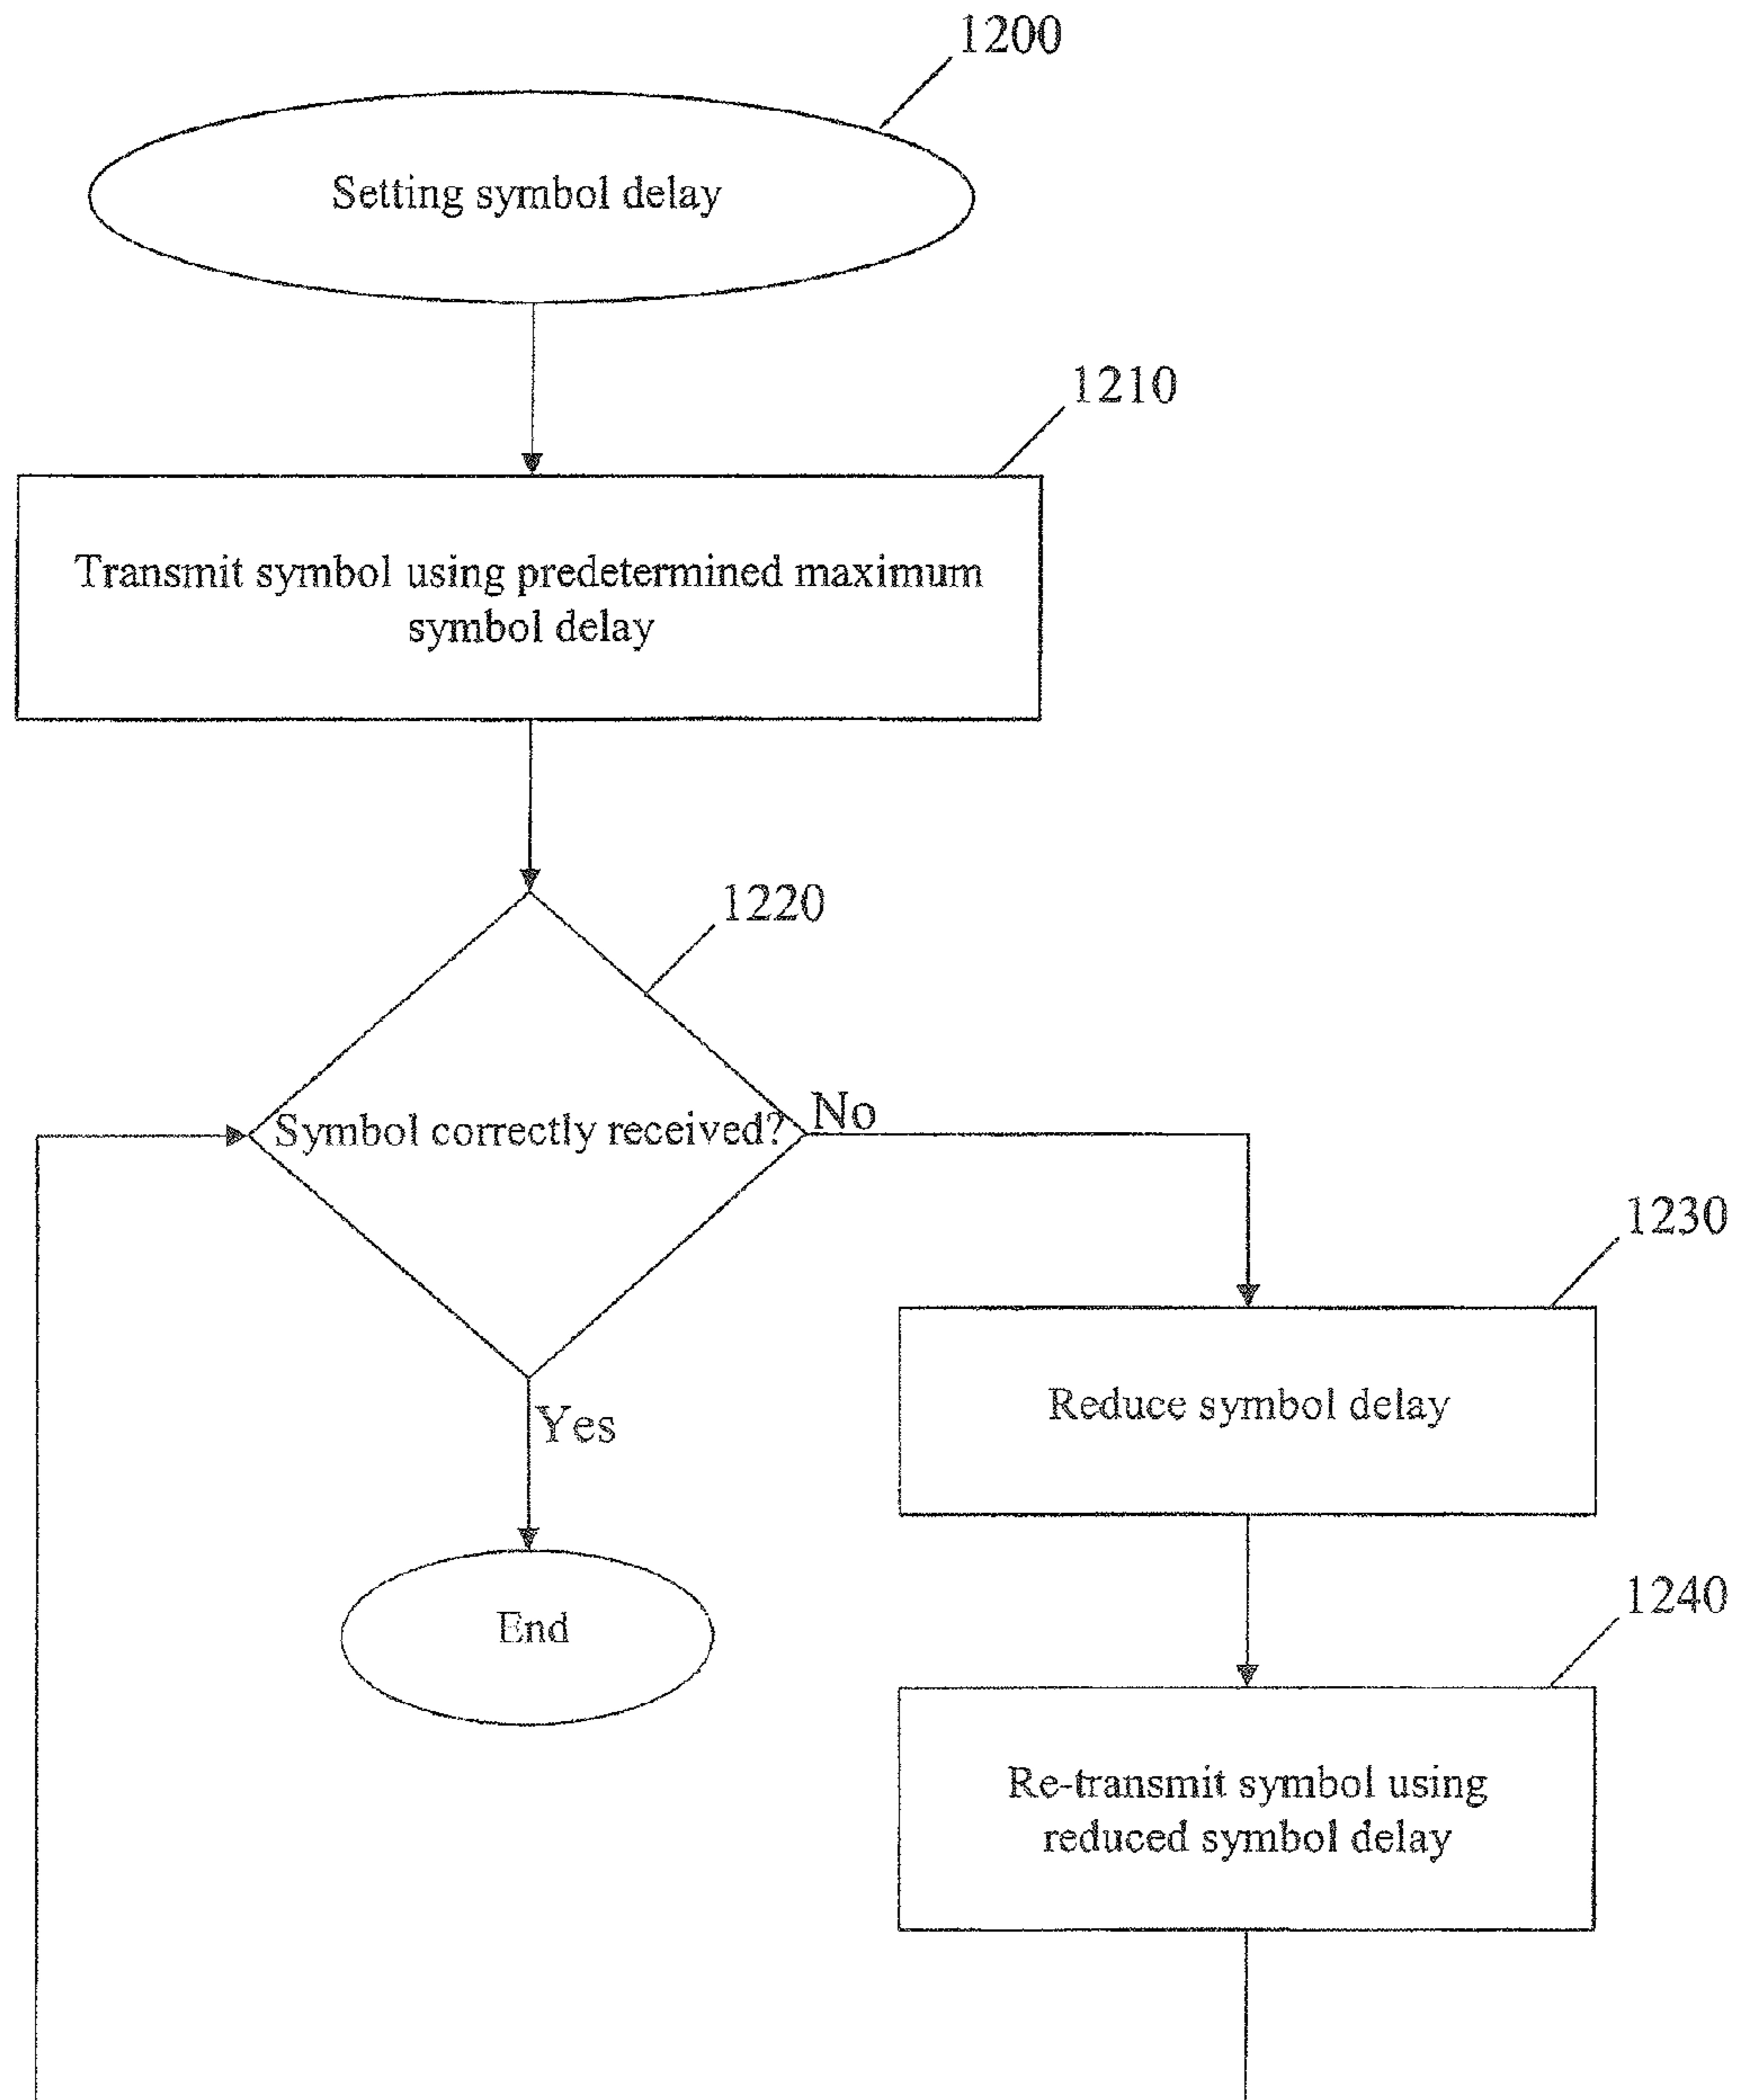 1200
Setting symbol delay
1210
Transmit symbol using predetermined maximum
symbol delay
1220
Symbol correctly received?
No
1230
Reduce symbol delay
Yes
End
1240
Re-transmit symbol using
reduced symbol delay